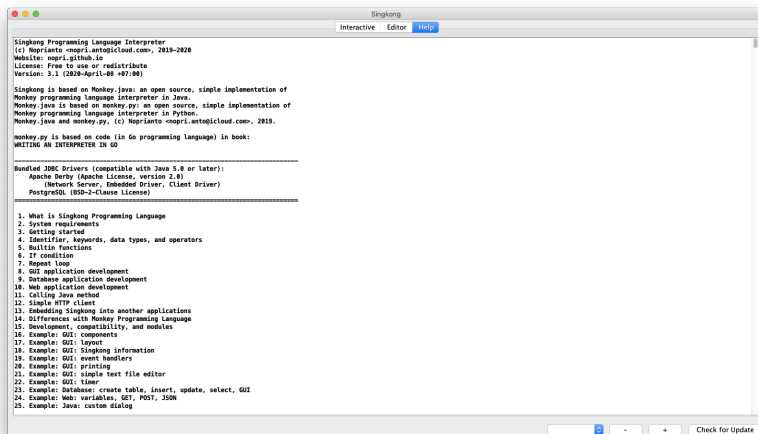 Singkong
Interactive Editor Help
Singkong Programming Language Interpreter
(c) Noprianto <nopri.anto@icloud.com>, 2019-2020
Website: nopri.github.io
License: Free to use or redistribute
Version: 3.1 (2020-April-08 +07:00)
Singkong is based on Monkey.java: an open source, simple implementation of
Monkey programming language interpreter in Java.
Monkey.java is based on monkey.py: an open source, simple implementation of
Monkey programming language interpreter in Python.
Monkey.java and monkey.py, (c) Noprianto <nopri.anto@icloud.com>, 2019.
monkey.py is based on code (in Go programming language) in book:
WRITING AN INTERPRETER IN GO
Bundled JDBC Drivers (compatible with Java 5.0 or later):
Apache Derby (Apache License, version 2.0)
(Network Server, Embedded Driver, Client Driver)
PostgreSQL (BSD-2-Clause License)
1. What is Singkong Programming Language
2. System requirements
3. Getting started
4. Identifier, keywords, data types, and operators
5. Builtin functions
6. If condition
7. Repeat loop
8. GUI application development
9. Database application development
10. Web application development
11. Calling Java method
12. Simple HTTP client
13. Embedding Singkong into another applications
14. Differences with Monkey Programming Language
15. Development, compatibility, and modules
16. Example: GUI: components
17. Example: GUI: layout
18. Example: GUI: Singkong information
19. Example: GUI: event handlers
20. Example: GUI: printing
21. Example: GUI: simple text file editor
22. Example: GUI: timer
23. Example: Database: create table, insert, update, select, GUI
24. Example: Web: variables, GET, POST, JSON
25. Example: Java: custom dialog
- + Check for Update